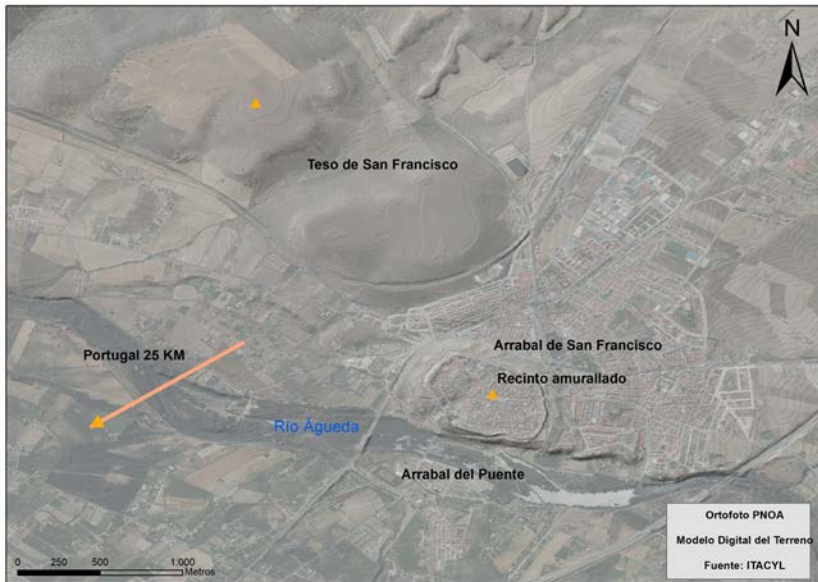 N
Teso de San Francisco
Arrabal de San Francisco
Portugal 25 KM
Recinto amurallado
Río Águeda
Arrabal del Puente
Ortofoto PNOA
Modelo Digital del Terreno
Fuente: ITACYL
0 250 500 1.000
Metros